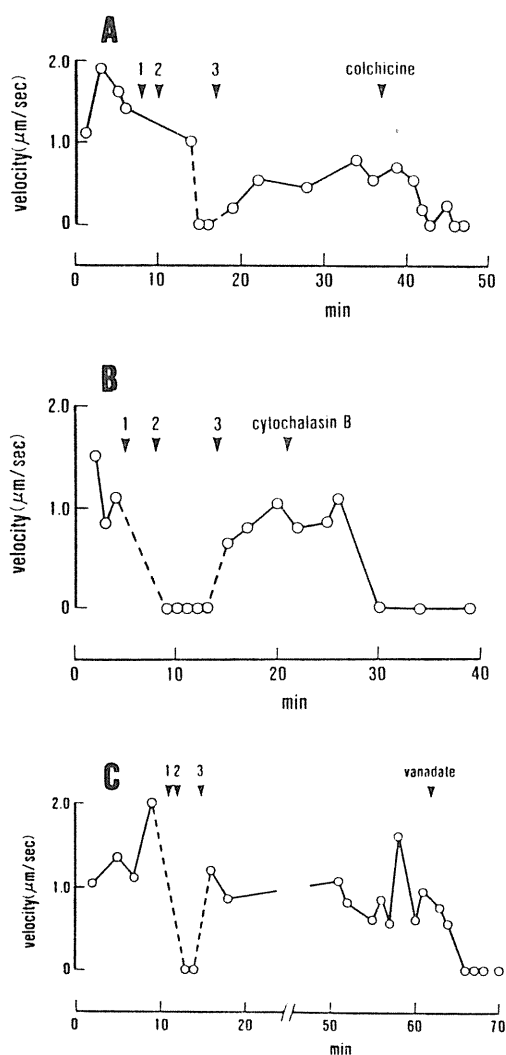 A
1 2 3 colchicine
velocity(μm/sec)
2.0
1.0
0
0 10 20 30 40 50
min
B
1 2 3 cytochalasin B
velocity(μm/sec)
2.0
1.0
0
0 10 20 30 40
min
C
1 2 3 vanadate
velocity(μm/sec)
2.0
1.0
0
0 10 20 // 50 60 70
min